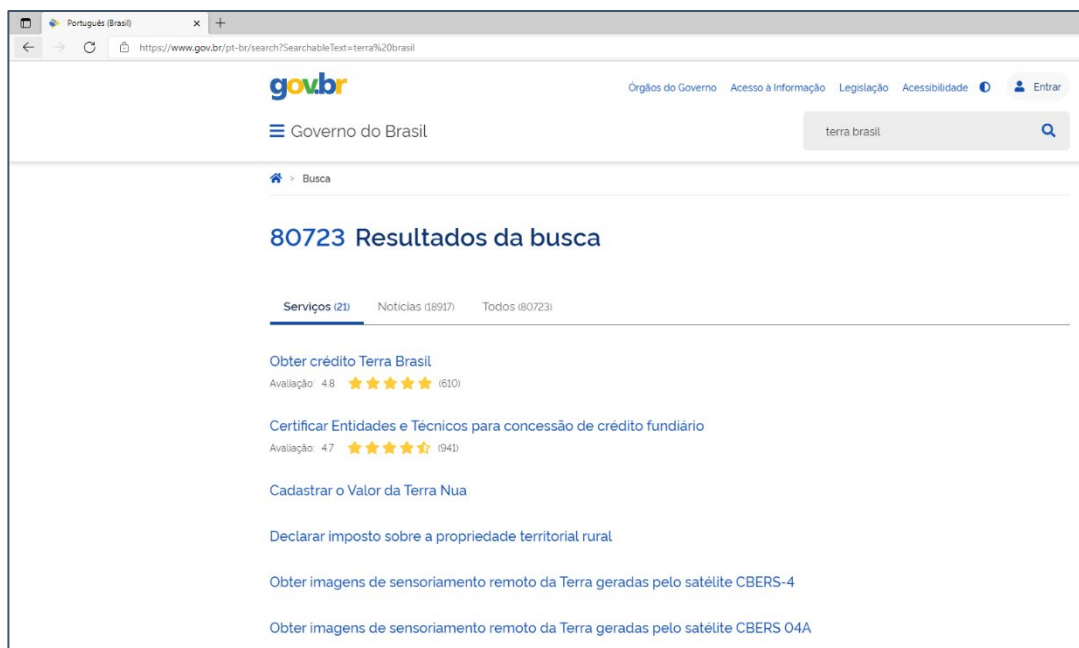 Português (Brasil)
https://www.gov.br/pt-br/search?SearchableText=terra%20brasil
gov.br
Órgãos do Governo Acesso à Informação Legislação Acessibilidade Entrar
Governo do Brasil
terra brasil
> Busca
80723 Resultados da busca
Serviços (21) Noticias (18917) Todos (80723)
Obter crédito Terra Brasil
Avaliação: 4.8 (610)
Certificar Entidades e Técnicos para concessão de crédito fundiário
Avaliação: 4.7 (941)
Cadastrar o Valor da Terra Nua
Declarar imposto sobre a propriedade territorial rural
Obter imagens de sensoriamento remoto da Terra geradas pelo satélite CBERS-4
Obter imagens de sensoriamento remoto da Terra geradas pelo satélite CBERS 04A